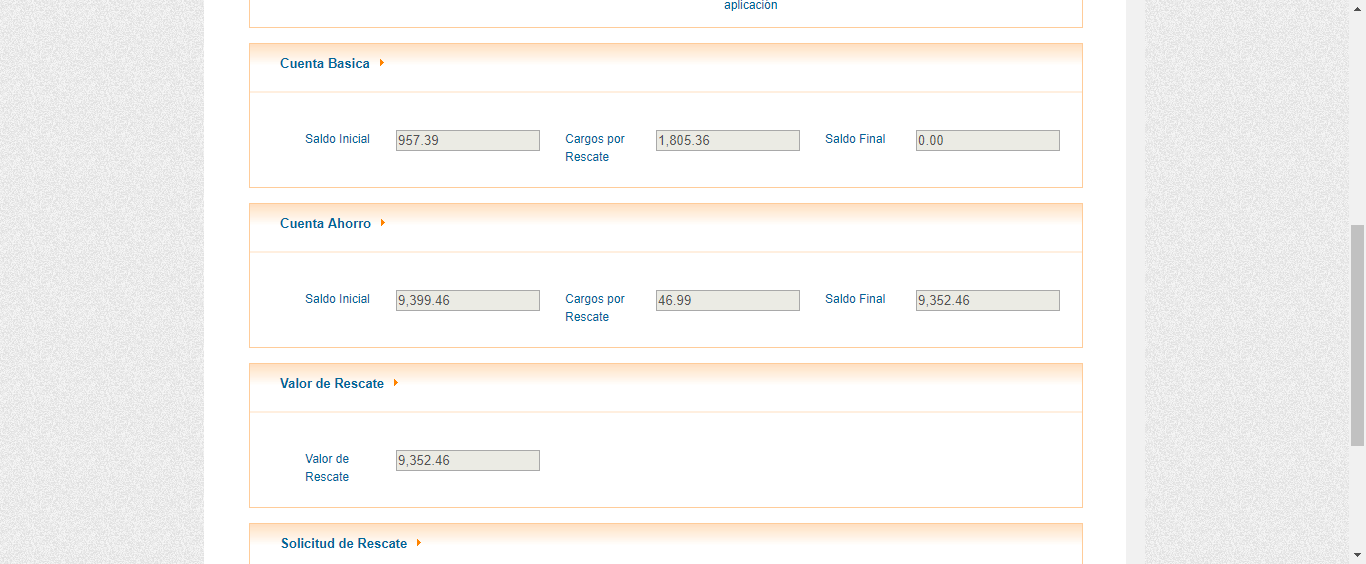 aplicación
Cuenta Basica
Saldo Inicial 957.39 Cargos por Rescate 1,805.36 Saldo Final 0.00
Cuenta Ahorro
Saldo Inicial 9,399.46 Cargos por Rescate 46.99 Saldo Final 9,352.46
Valor de Rescate
Valor de Rescate 9,352.46
Solicitud de Rescate